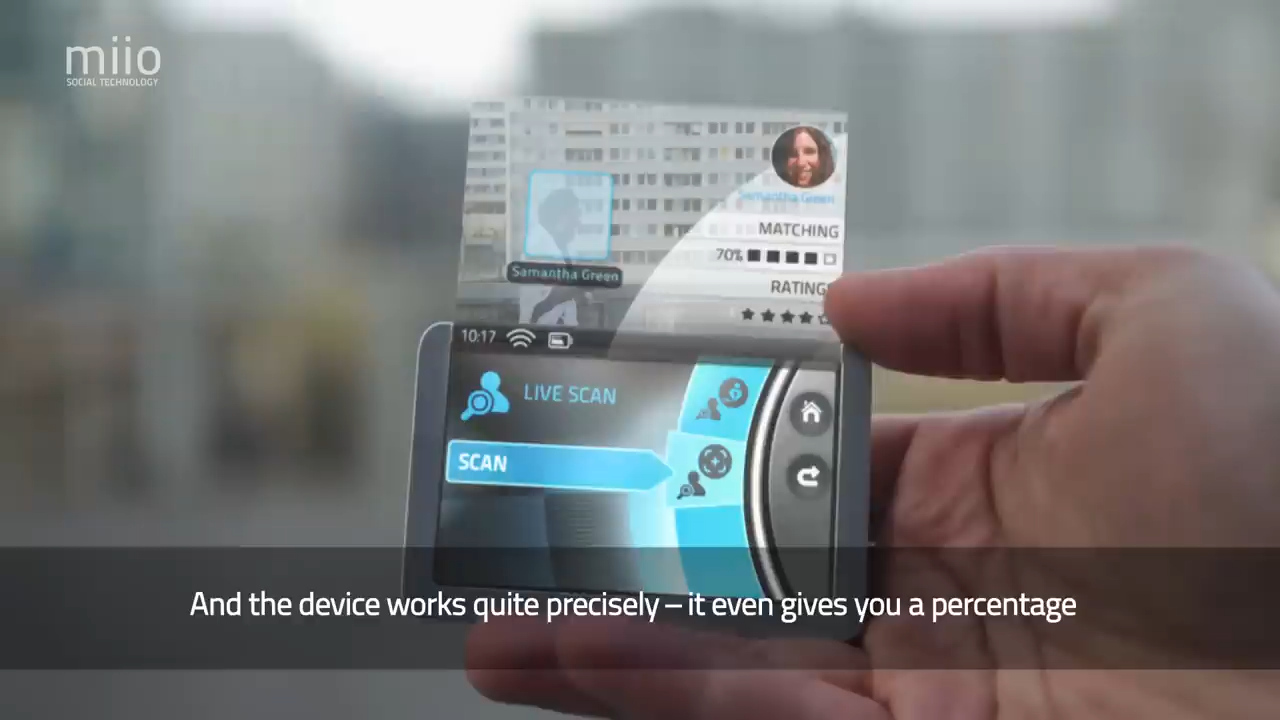 miio
SOCIAL TECHNOLOGY
Samantha Green
MATCHING
70%
Samantha Green
RATING
10:17
LIVE SCAN
SCAN
And the device works quite precisely – it even gives you a percentage